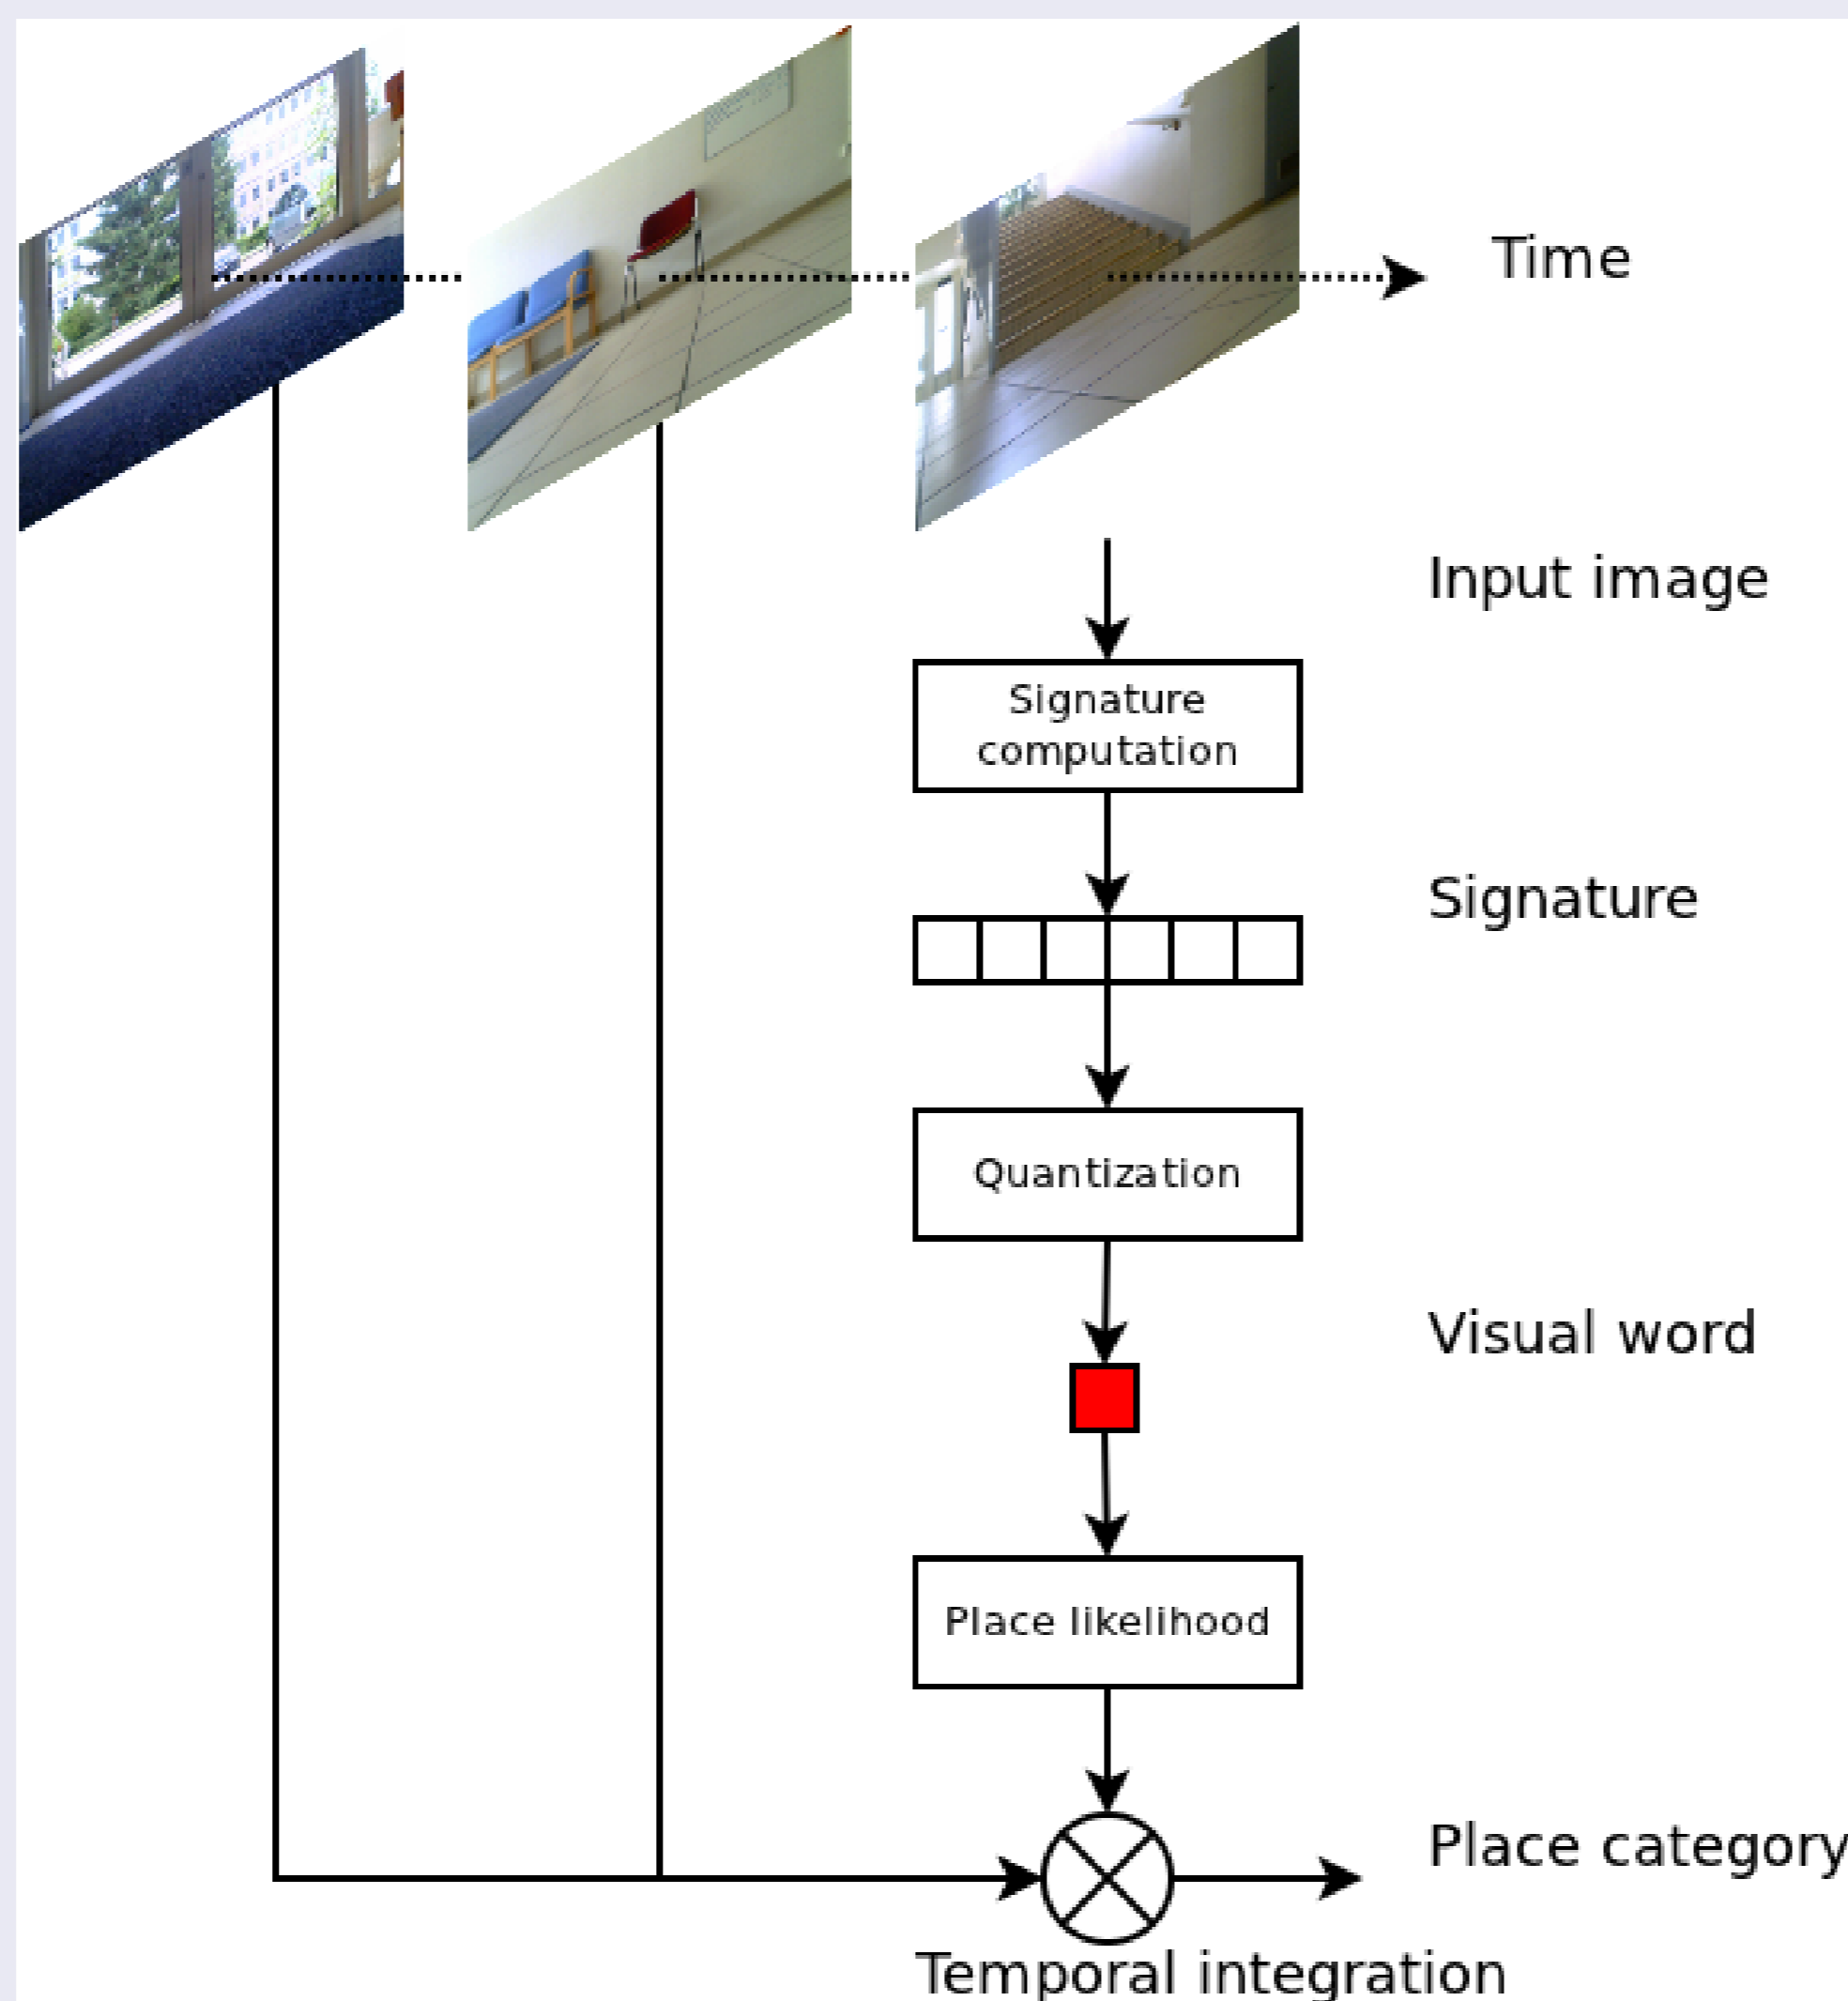 Time
Input image
Signature
computation
Signature
Quantization
Visual word
Place likelihood
Place category
Temporal integration